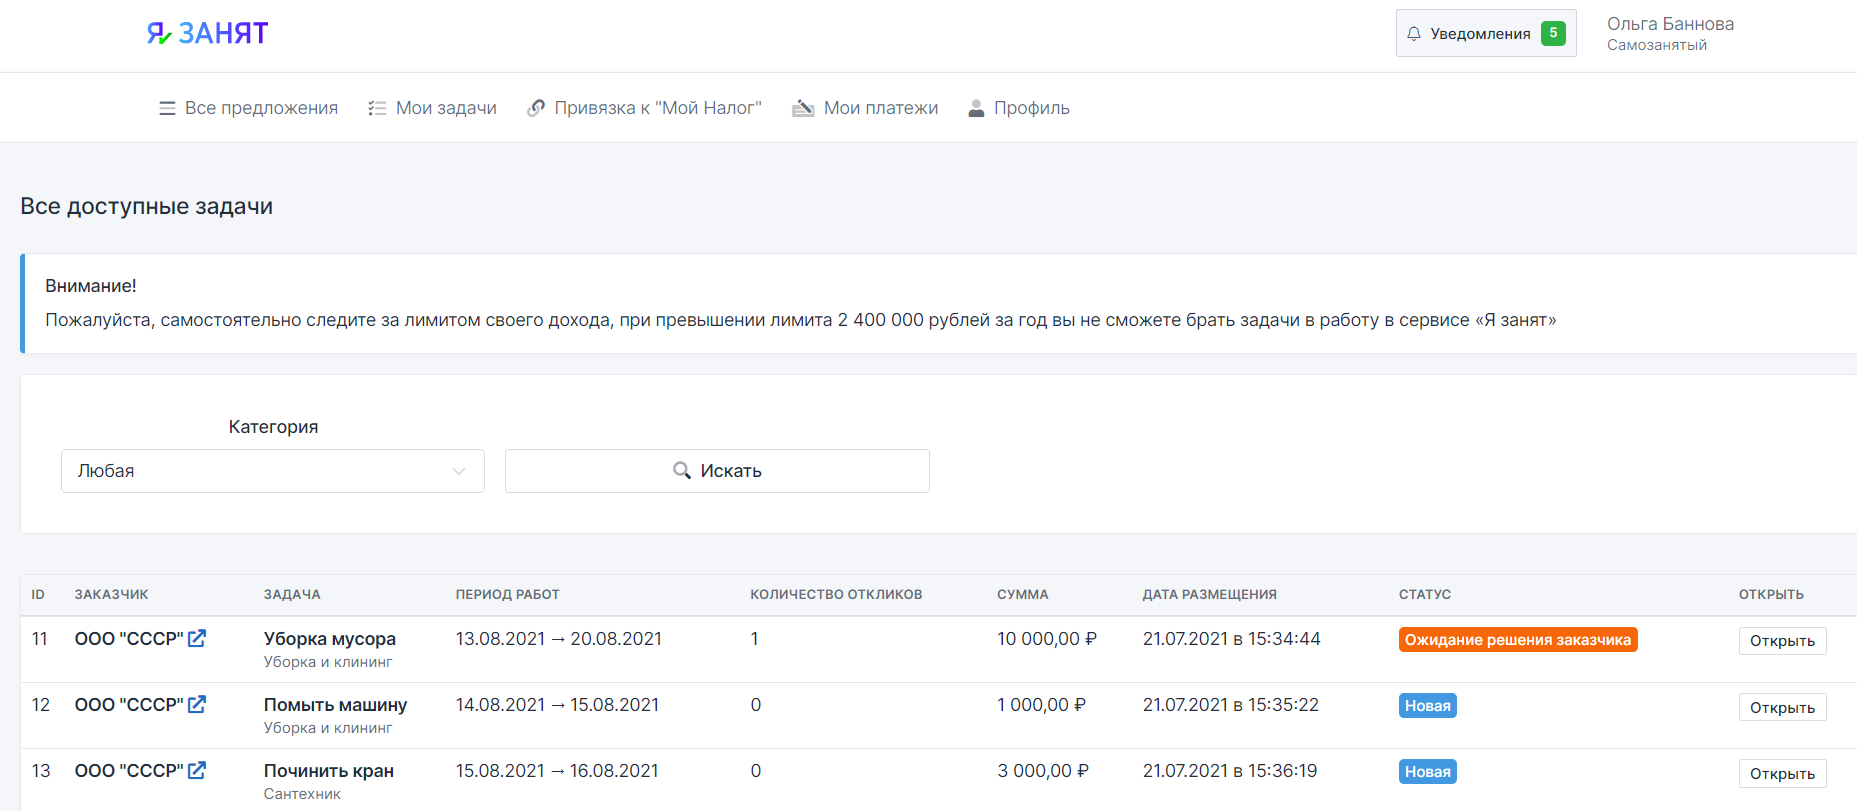 Я ЗАНЯТ
Уведомления 5
Ольга Баннова
Самозанятый
Все предложения Мои задачи Привязка к "Мой Налог" Мои платежи Профиль
Все доступные задачи
Внимание!
Пожалуйста, самостоятельно следите за лимитом своего дохода, при превышении лимита 2 400 000 рублей за год вы не сможете брать задачи в работу в сервисе «Я занят»
Категория
Любая Искать
ID ЗАКАЗЧИК ЗАДАЧА ПЕРИОД РАБОТ КОЛИЧЕСТВО ОТКЛИКОВ СУММА ДАТА РАЗМЕЩЕНИЯ СТАТУС ОТКРЫТЬ
11 ООО "СССР" Уборка мусора 13.08.2021 → 20.08.2021 1 10 000,00 ₽ 21.07.2021 в 15:34:44 Ожидание решения заказчика Открыть
Уборка и клининг
12 ООО "СССР" Помыть машину 14.08.2021 → 15.08.2021 0 1 000,00 ₽ 21.07.2021 в 15:35:22 Новая Открыть
Уборка и клининг
13 ООО "СССР" Починить кран 15.08.2021 → 16.08.2021 0 3 000,00 ₽ 21.07.2021 в 15:36:19 Новая Открыть
Сантехник